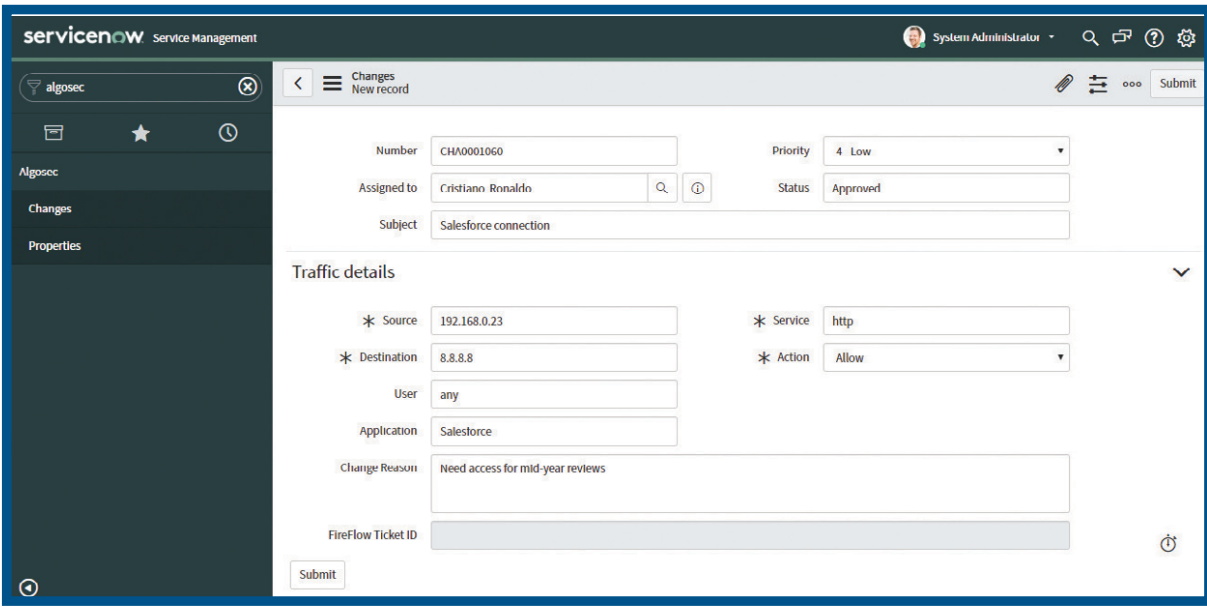 servicenow Service Management
System Administrator
algosec
Changes
New record
Submit
Algosec
Changes
Properties
Number CHA0001060
Priority 4 Low
Assigned to Cristiano Ronaldo
Status Approved
Subject Salesforce connection
Traffic details
Source 192.168.0.23
Service http
Destination 8.8.8.8
Action Allow
User any
Application Salesforce
Change Reason Need access for mid-year reviews
FireFlow Ticket ID
Submit